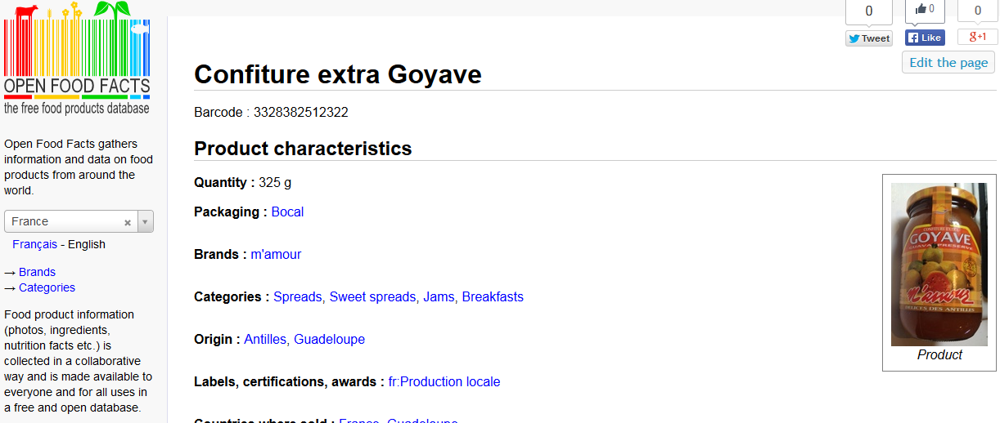 0
0
0
Tweet
Like
g+1
Edit the page
OPEN FOOD FACTS
the free food products database
Open Food Facts gathers
information and data on food
products from around the
world.
France
Français - English
→ Brands
→ Categories
Food product information
(photos, ingredients,
nutrition facts etc.) is
collected in a collaborative
way and is made available to
everyone and for all uses in
a free and open database.
Confiture extra Goyave
Barcode : 3328382512322
Product characteristics
Quantity : 325 g
Packaging : Bocal
Brands : m'amour
Categories : Spreads, Sweet spreads, Jams, Breakfasts
Origin : Antilles, Guadeloupe
Labels, certifications, awards : fr:Production locale
Countries where sold : France, Guadeloupe
CONFITURE EXTRA
GOYAVE
GUAVA PRESERVE
m'amour
DELICES DES ANTILLES
Product